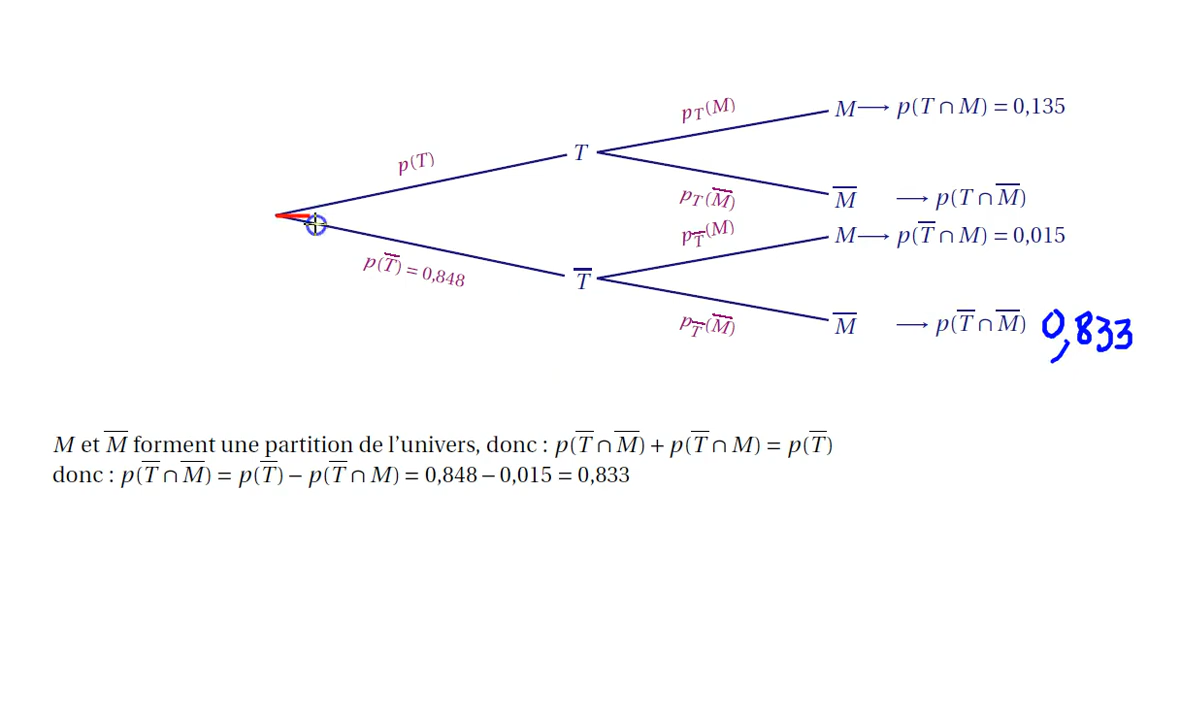 p_T(M)
M ⟶ p(T ∩ M) = 0,135
T
p(T)
p_T(M̅)
M̅ ⟶ p(T ∩ M̅)
p_T̅(M)
M ⟶ p(T̅ ∩ M) = 0,015
p(T̅) = 0,848
T̅
p_T̅(M̅)
M̅ ⟶ p(T̅ ∩ M̅) 0,833
M et M̅ forment une partition de l'univers, donc : p(T̅ ∩ M̅) + p(T̅ ∩ M) = p(T̅)
donc : p(T̅ ∩ M̅) = p(T̅) − p(T̅ ∩ M) = 0,848 − 0,015 = 0,833